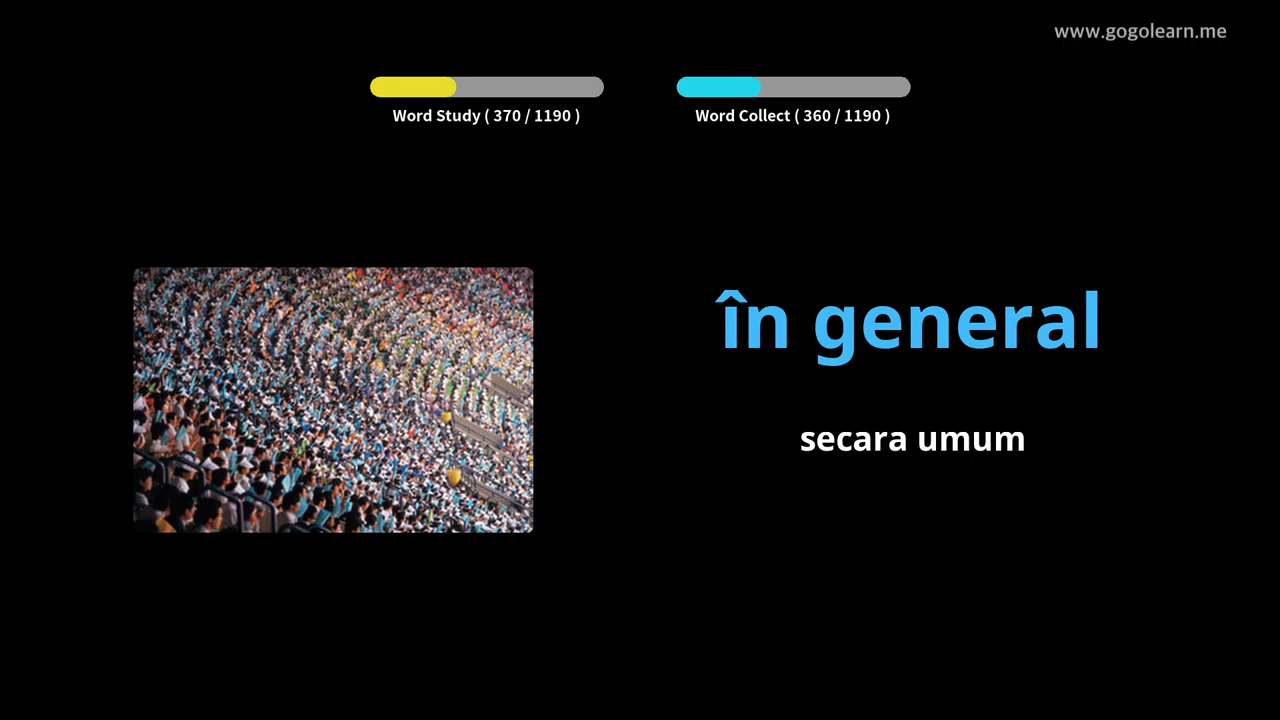 www.gogolearn.me
Word Study ( 370 / 1190 )
Word Collect ( 360 / 1190 )
în general
secara umum